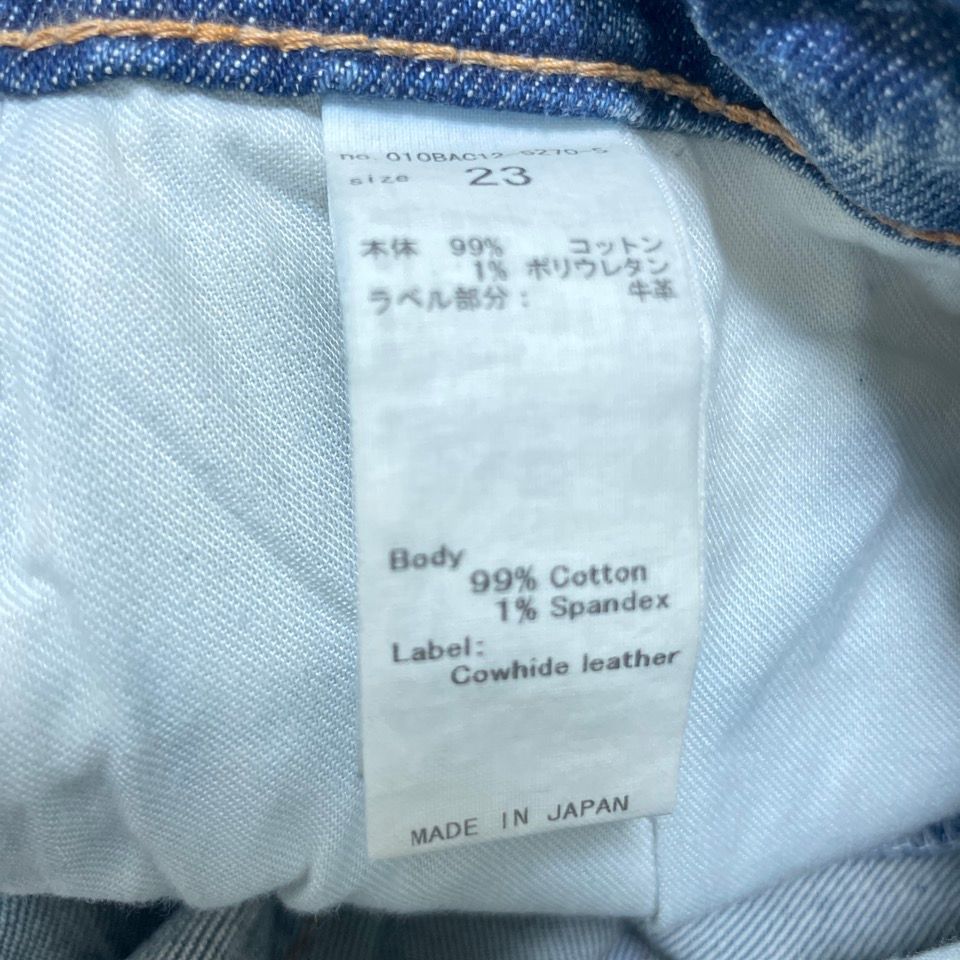 no.010BAC12-5270-5
size 23
本体 99% コットン
1% ポリウレタン
ラベル部分： 牛革
Body
99% Cotton
1% Spandex
Label:
Cowhide leather
MADE IN JAPAN